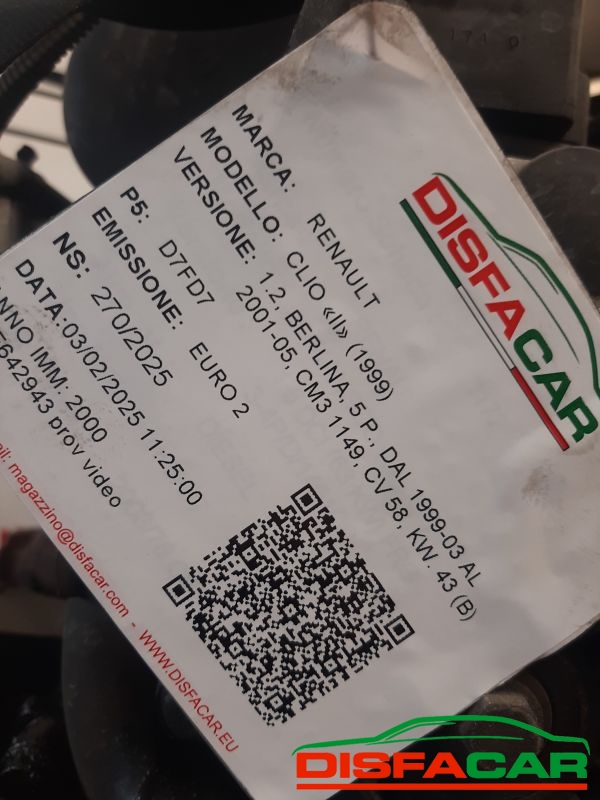 DISFACAR
MARCA: RENAULT
MODELLO: CLIO «II» (1999)
VERSIONE: 1.2, BERLINA, 5 P., DAL 1999-03 AL
2001-05, CM3 1149, CV 58, KW. 43 (B)
P5: D7FD7
EMISSIONE: EURO 2
NS: 270/2025
DATA: 03/02/2025 11:25:00
ANNO IMM: 2000
642943 prov video
magazzino@disfacar.com - WWW.DISFACAR.EU
DISFACAR